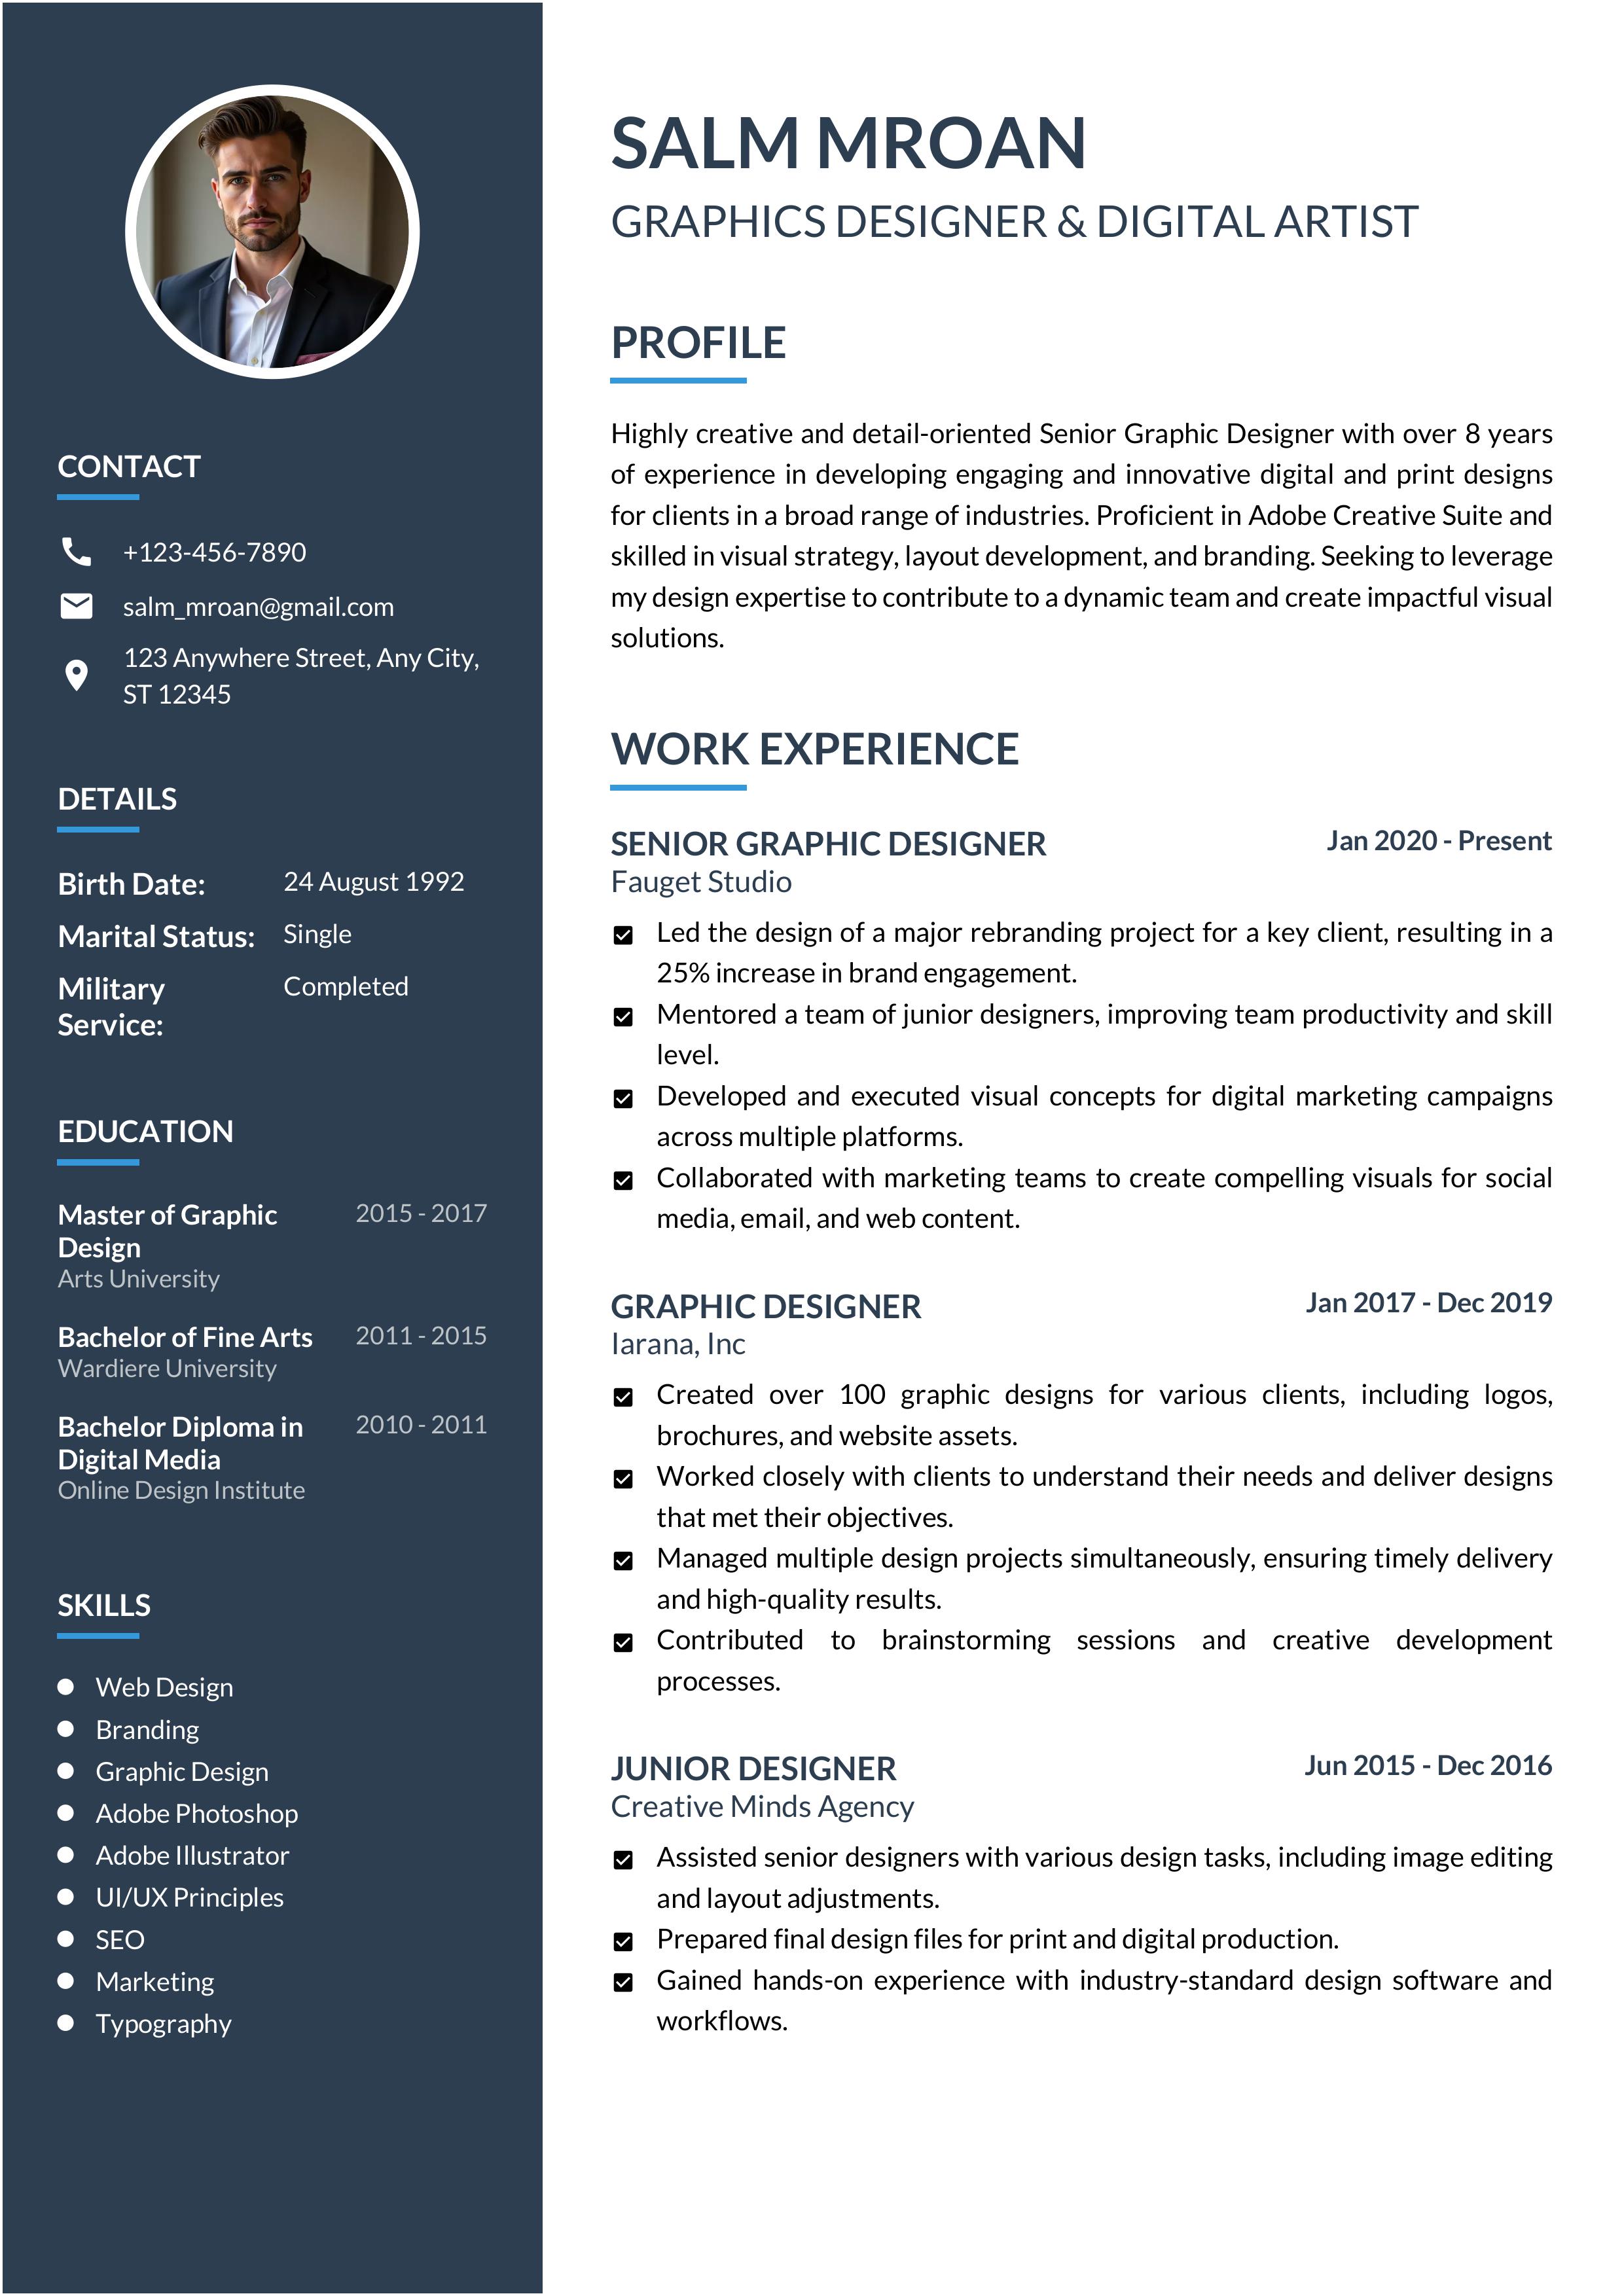 SALM MROAN
GRAPHICS DESIGNER & DIGITAL ARTIST
CONTACT
+123-456-7890
salm_mroan@gmail.com
123 Anywhere Street, Any City,
ST 12345
DETAILS
Birth Date: 24 August 1992
Marital Status: Single
Military Completed
Service:
EDUCATION
Master of Graphic 2015 - 2017
Design
Arts University
Bachelor of Fine Arts 2011 - 2015
Wardiere University
Bachelor Diploma in 2010 - 2011
Digital Media
Online Design Institute
SKILLS
Web Design
Branding
Graphic Design
Adobe Photoshop
Adobe Illustrator
UI/UX Principles
SEO
Marketing
Typography
PROFILE
Highly creative and detail-oriented Senior Graphic Designer with over 8 years
of experience in developing engaging and innovative digital and print designs
for clients in a broad range of industries. Proficient in Adobe Creative Suite and
skilled in visual strategy, layout development, and branding. Seeking to leverage
my design expertise to contribute to a dynamic team and create impactful visual
solutions.
WORK EXPERIENCE
SENIOR GRAPHIC DESIGNER Jan 2020 - Present
Fauget Studio
Led the design of a major rebranding project for a key client, resulting in a
25% increase in brand engagement.
Mentored a team of junior designers, improving team productivity and skill
level.
Developed and executed visual concepts for digital marketing campaigns
across multiple platforms.
Collaborated with marketing teams to create compelling visuals for social
media, email, and web content.
GRAPHIC DESIGNER Jan 2017 - Dec 2019
Iarana, Inc
Created over 100 graphic designs for various clients, including logos,
brochures, and website assets.
Worked closely with clients to understand their needs and deliver designs
that met their objectives.
Managed multiple design projects simultaneously, ensuring timely delivery
and high-quality results.
Contributed to brainstorming sessions and creative development
processes.
JUNIOR DESIGNER Jun 2015 - Dec 2016
Creative Minds Agency
Assisted senior designers with various design tasks, including image editing
and layout adjustments.
Prepared final design files for print and digital production.
Gained hands-on experience with industry-standard design software and
workflows.